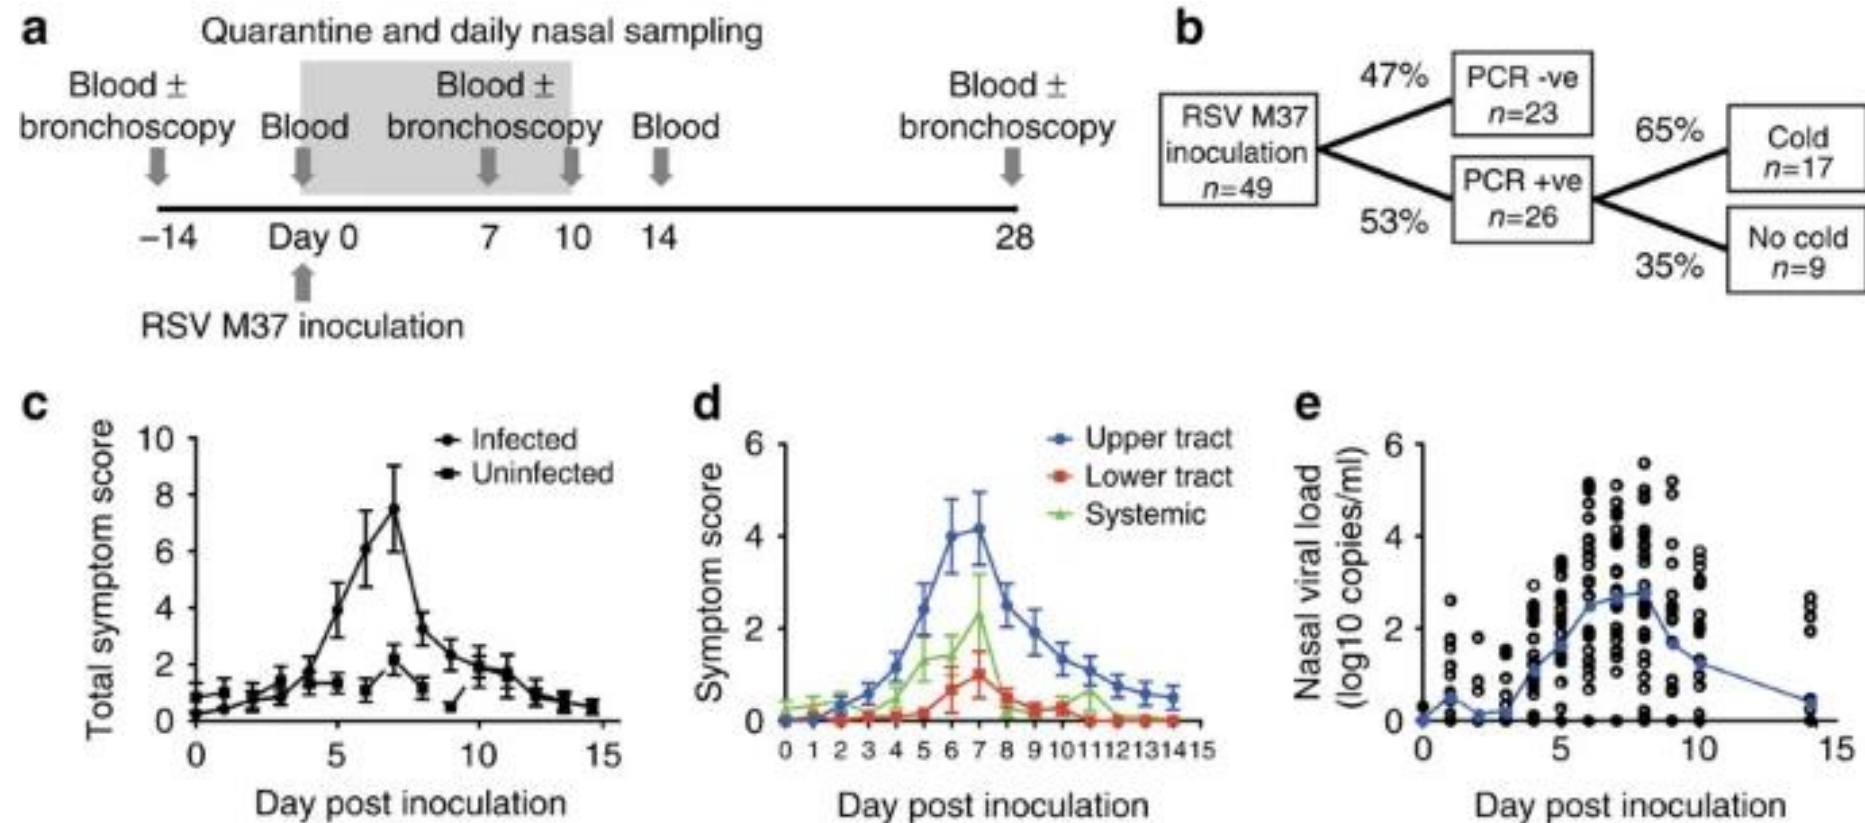 a
Quarantine and daily nasal sampling
Blood ±
bronchoscopy
Blood
Blood ±
bronchoscopy
Blood
Blood ±
bronchoscopy
−14
Day 0
7
10
14
28
RSV M37 inoculation
b
RSV M37
inoculation
n=49
47%
53%
PCR -ve
n=23
PCR +ve
n=26
65%
35%
Cold
n=17
No cold
n=9
c
Total symptom score
10
8
6
4
2
0
0 5 10 15
Day post inoculation
Infected
Uninfected
d
Symptom score
6
4
2
0
0 1 2 3 4 5 6 7 8 9 10 11 12 13 14 15
Day post inoculation
Upper tract
Lower tract
Systemic
e
Nasal viral load
(log10 copies/ml)
6
4
2
0
0 5 10 15
Day post inoculation